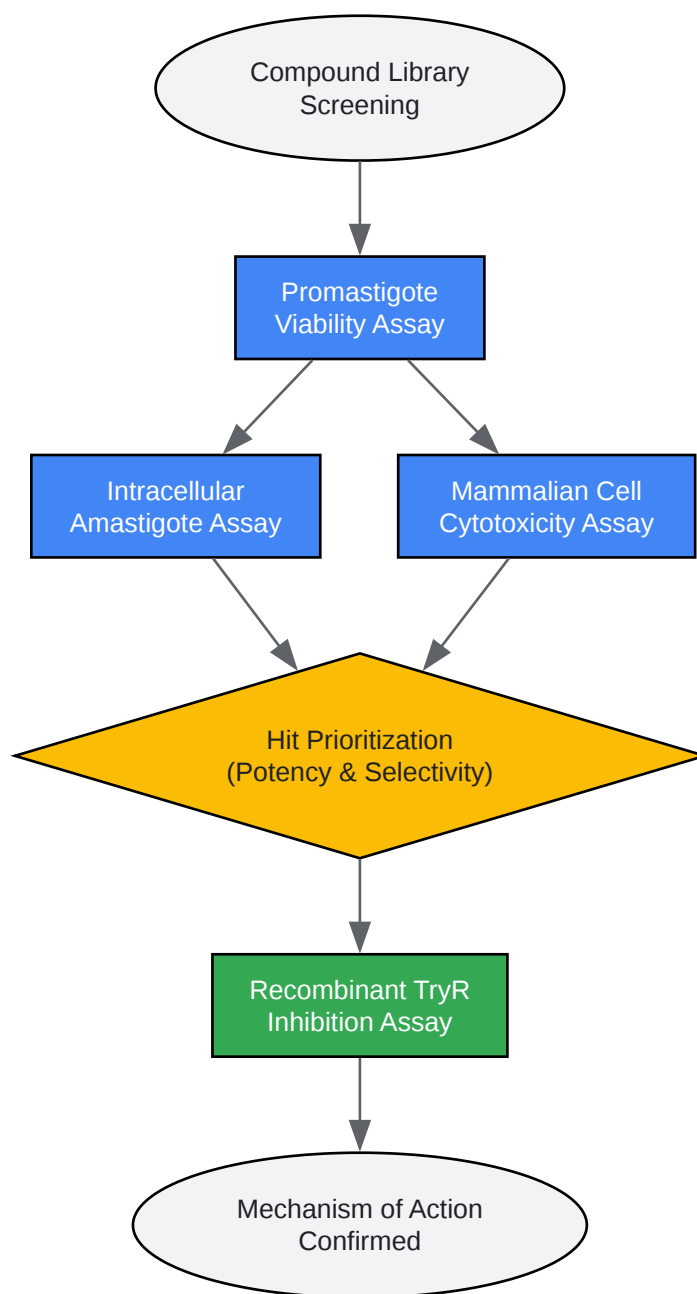 Compound Library
Screening
Promastigote
Viability Assay
Intracellular
Amastigote Assay
Mammalian Cell
Cytotoxicity Assay
Hit Prioritization
(Potency & Selectivity)
Recombinant TryR
Inhibition Assay
Mechanism of Action
Confirmed